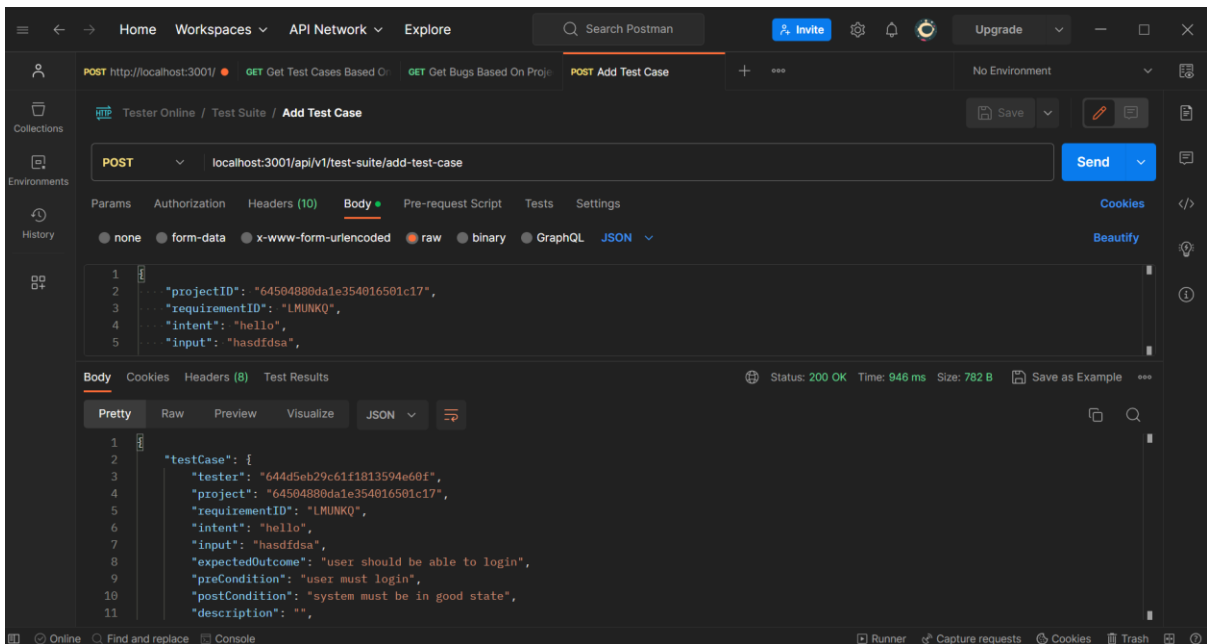 Home Workspaces API Network Explore Search Postman Invite Upgrade
POST http://localhost:3001/ GET Get Test Cases Based On GET Get Bugs Based On Proje POST Add Test Case No Environment
HTTP Tester Online / Test Suite / Add Test Case Save
Collections
Environments
History
POST localhost:3001/api/v1/test-suite/add-test-case Send
Params Authorization Headers (10) Body Pre-request Script Tests Settings Cookies
none form-data x-www-form-urlencoded raw binary GraphQL JSON Beautify
1 {
2 "projectID": "64504880da1e354016501c17",
3 "requirementID": "LMUNKQ",
4 "intent": "hello",
5 "input": "hasdfdsa",
Body Cookies Headers (8) Test Results Status: 200 OK Time: 946 ms Size: 782 B Save as Example
Pretty Raw Preview Visualize JSON
1 {
2 "testCase": {
3 "tester": "644d5eb29c61f1813594e60f",
4 "project": "64504880da1e354016501c17",
5 "requirementID": "LMUNKQ",
6 "intent": "hello",
7 "input": "hasdfdsa",
8 "expectedOutcome": "user should be able to login",
9 "preCondition": "user must login",
10 "postCondition": "system must be in good state",
11 "description": "",
Online Find and replace Console Runner Capture requests Cookies Trash